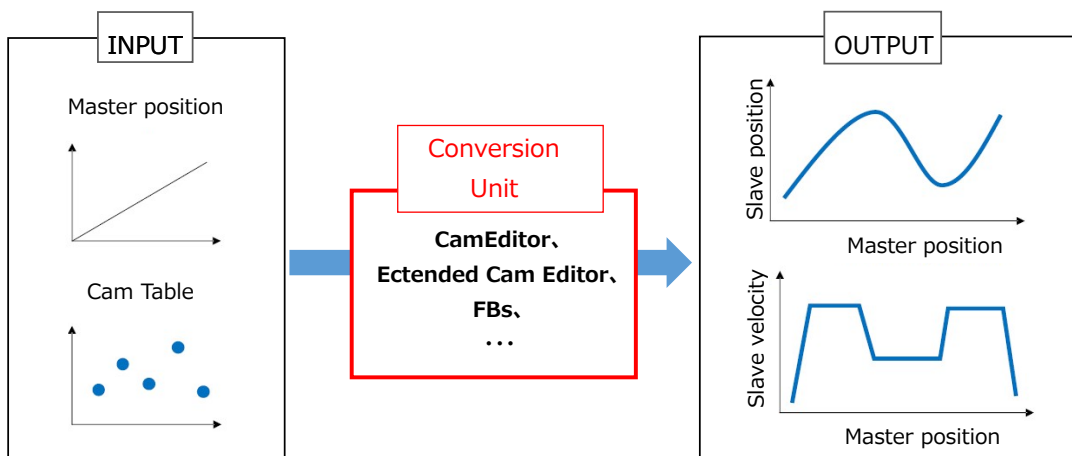 INPUT
Master position
Cam Table
Conversion
Unit
CamEditor、
Ectended Cam Editor、
FBs、
・・・
OUTPUT
Slave position
Master position
Slave velocity
Master position